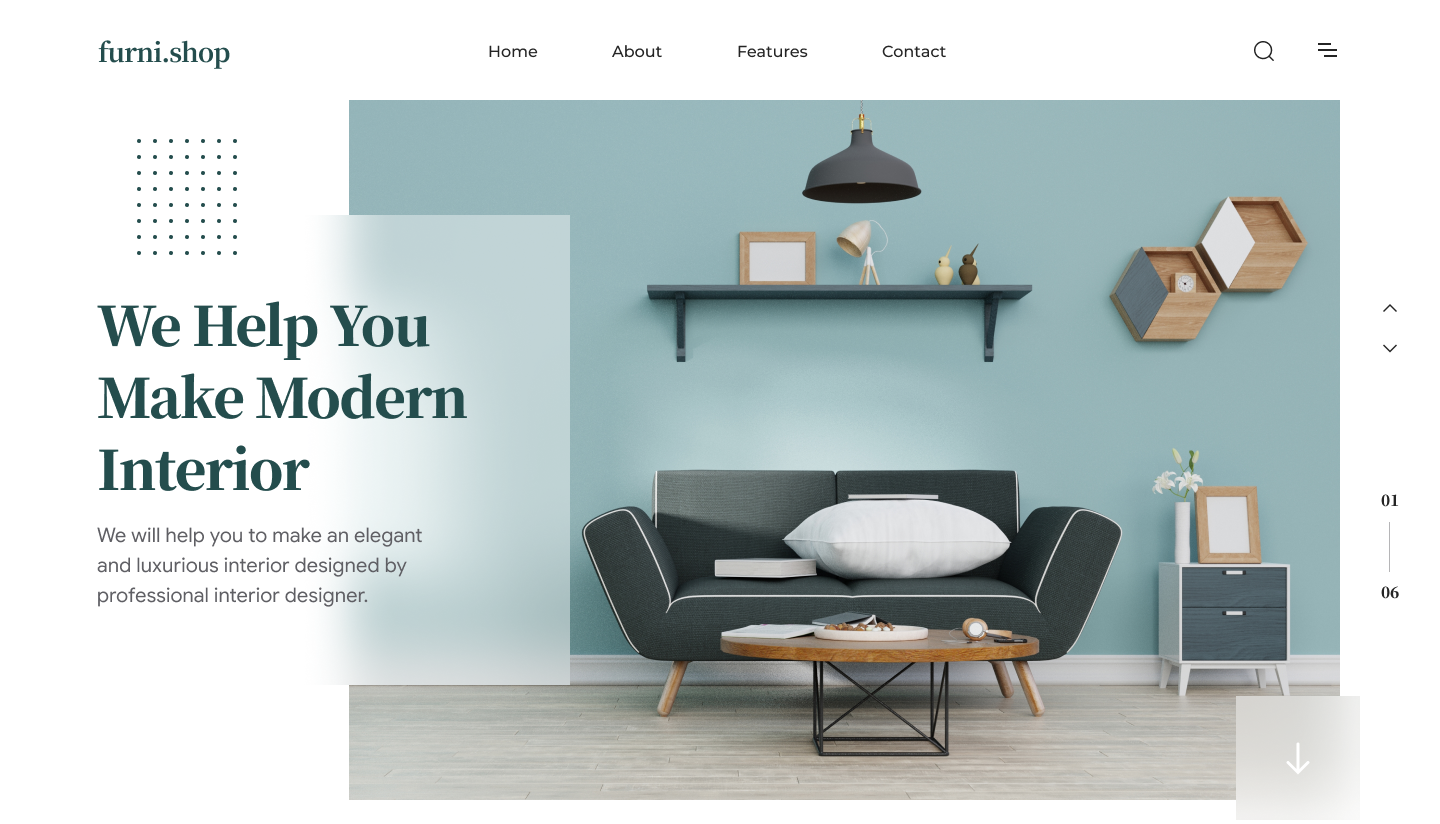 furni.shop
Home
About
Features
Contact
We Help You
Make Modern
Interior
We will help you to make an elegant
and luxurious interior designed by
professional interior designer.
01
06